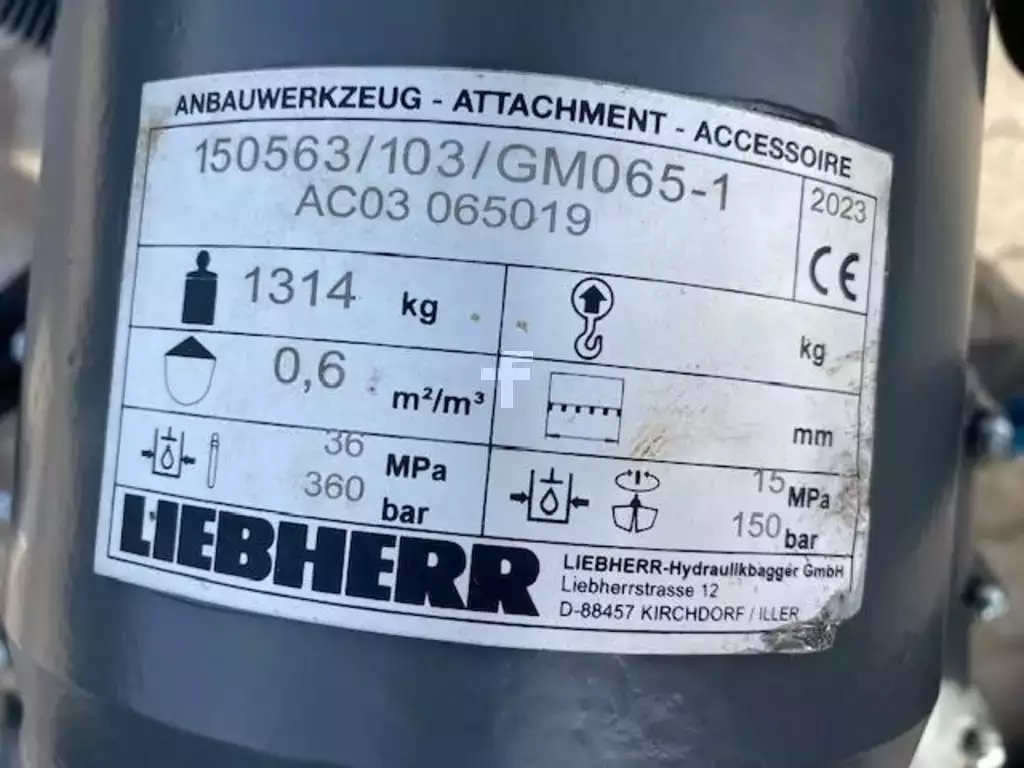 ANBAUWERKZEUG - ATTACHMENT - ACCESSOIRE
150563/103/GM065-1
AC03 065019
2023
CE
1314 kg
kg
0,6 m²/m³
mm
36 MPa
360 bar
15 MPa
150 bar
LIEBHERR
LIEBHERR-Hydraulikbagger GmbH
Liebherrstrasse 12
D-88457 KIRCHDORF / ILLER